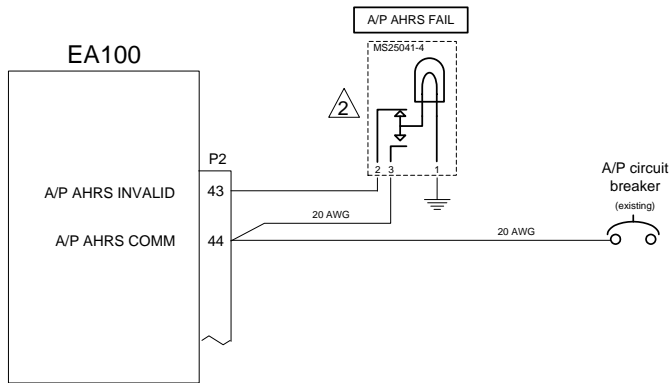 A/P AHRS FAIL
MS25041-4
EA100
2
P2
2 3 1
A/P circuit
breaker
(existing)
A/P AHRS INVALID 43
20 AWG
A/P AHRS COMM 44
20 AWG